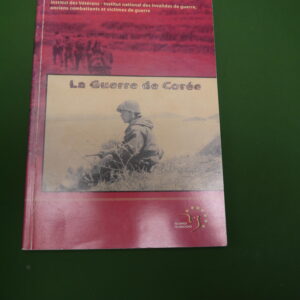 Institut des Vétérans - Institut national des invalides de guerre,
anciens combattants et victimes de guerre
La Guerre de Corée